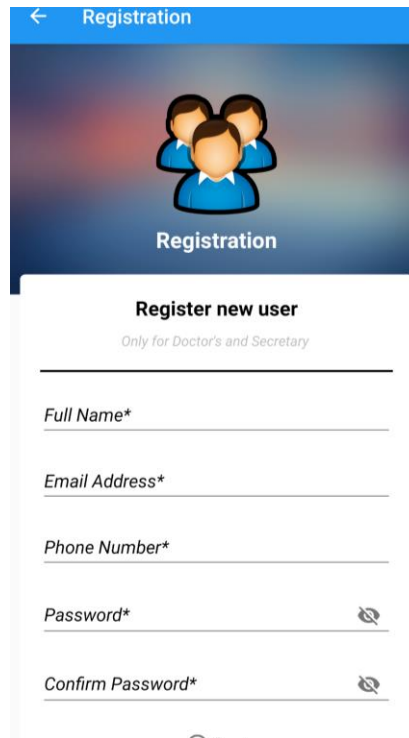 Registration
Registration
Register new user
Only for Doctor's and Secretary
Full Name*
Email Address*
Phone Number*
Password*
Confirm Password*